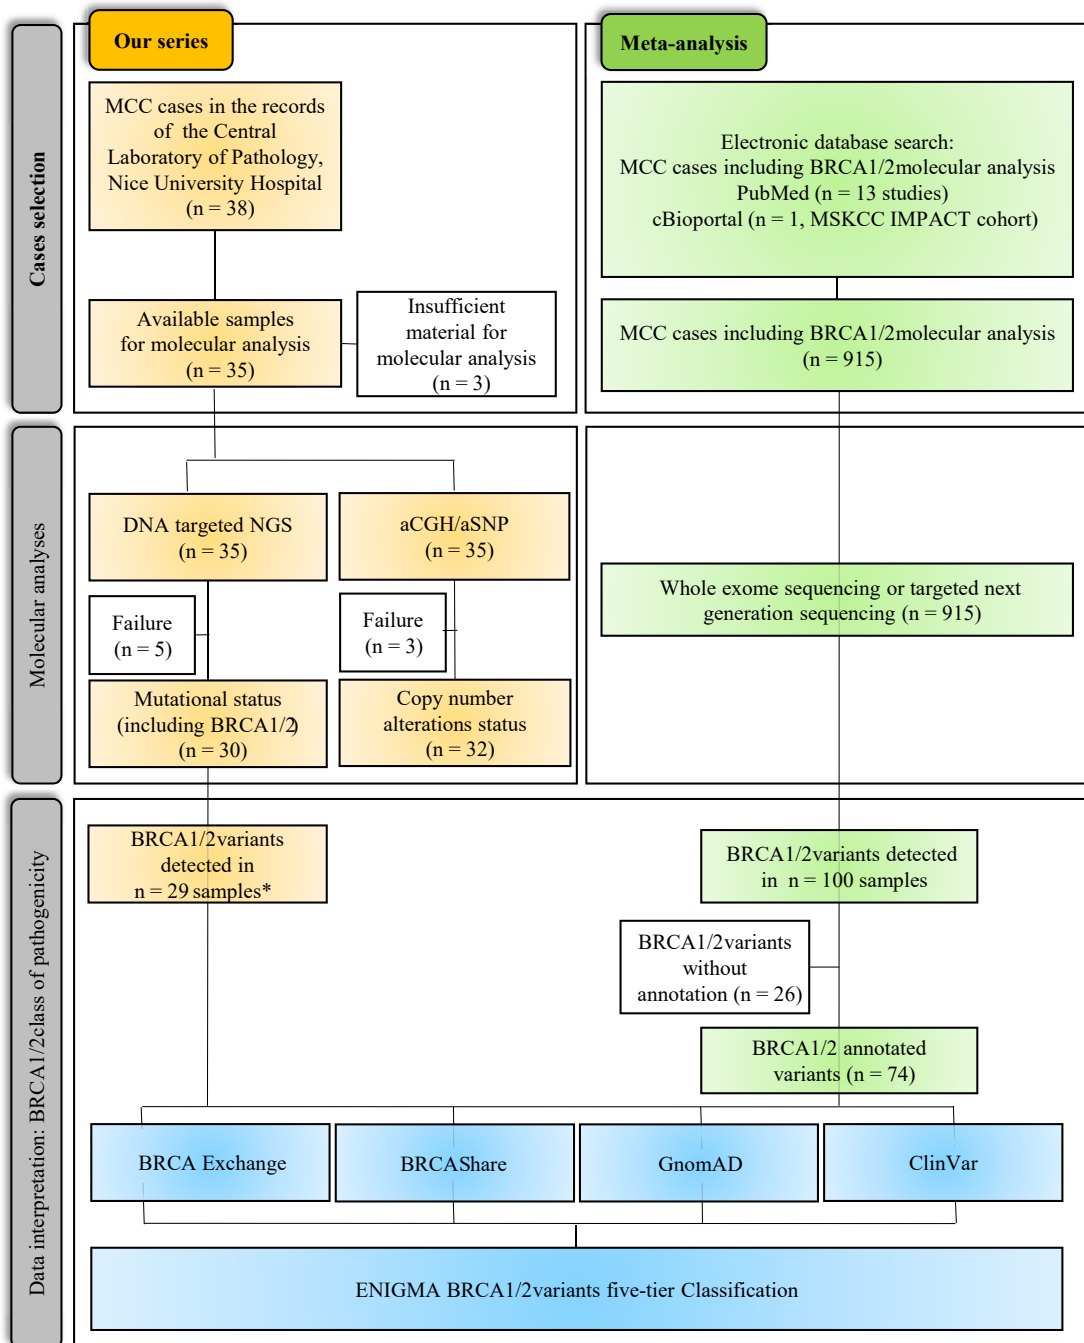 Our series
Meta-analysis
Cases selection
MCC cases in the records
of the Central
Laboratory of Pathology,
Nice University Hospital
(n = 38)
Electronic database search:
MCC cases including BRCA1/2molecular analysis
PubMed (n = 13 studies)
cBioportal (n = 1, MSKCC IMPACT cohort)
Available samples
for molecular analysis
(n = 35)
Insufficient
material for
molecular analysis
(n = 3)
MCC cases including BRCA1/2molecular analysis
(n = 915)
Molecular analyses
DNA targeted NGS
(n = 35)
aCGH/aSNP
(n = 35)
Failure
(n = 5)
Failure
(n = 3)
Whole exome sequencing or targeted next
generation sequencing (n = 915)
Mutational status
(including BRCA1/2)
(n = 30)
Copy number
alterations status
(n = 32)
Data interpretation: BRCA1/2class of pathogenicity
BRCA1/2variants
detected in
n = 29 samples*
BRCA1/2variants detected
in n = 100 samples
BRCA1/2variants
without
annotation (n = 26)
BRCA1/2 annotated
variants (n = 74)
BRCA Exchange
BRCAShare
GnomAD
ClinVar
ENIGMA BRCA1/2variants five-tier Classification